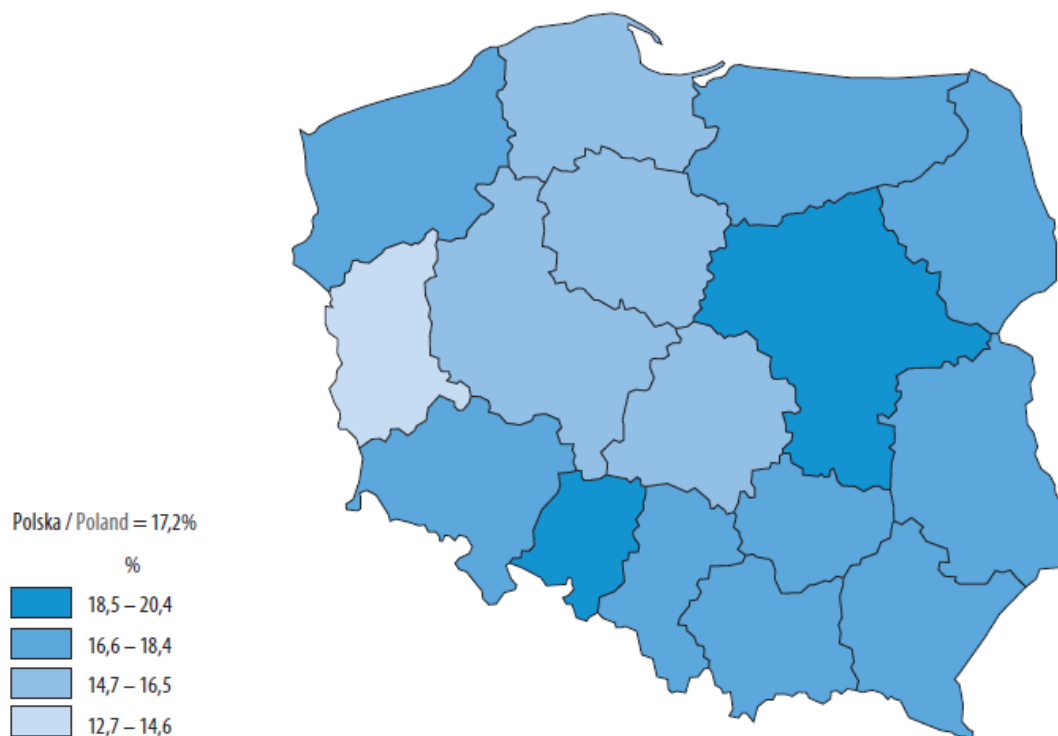 Polska / Poland = 17,2%
%
18,5 – 20,4
16,6 – 18,4
14,7 – 16,5
12,7 – 14,6